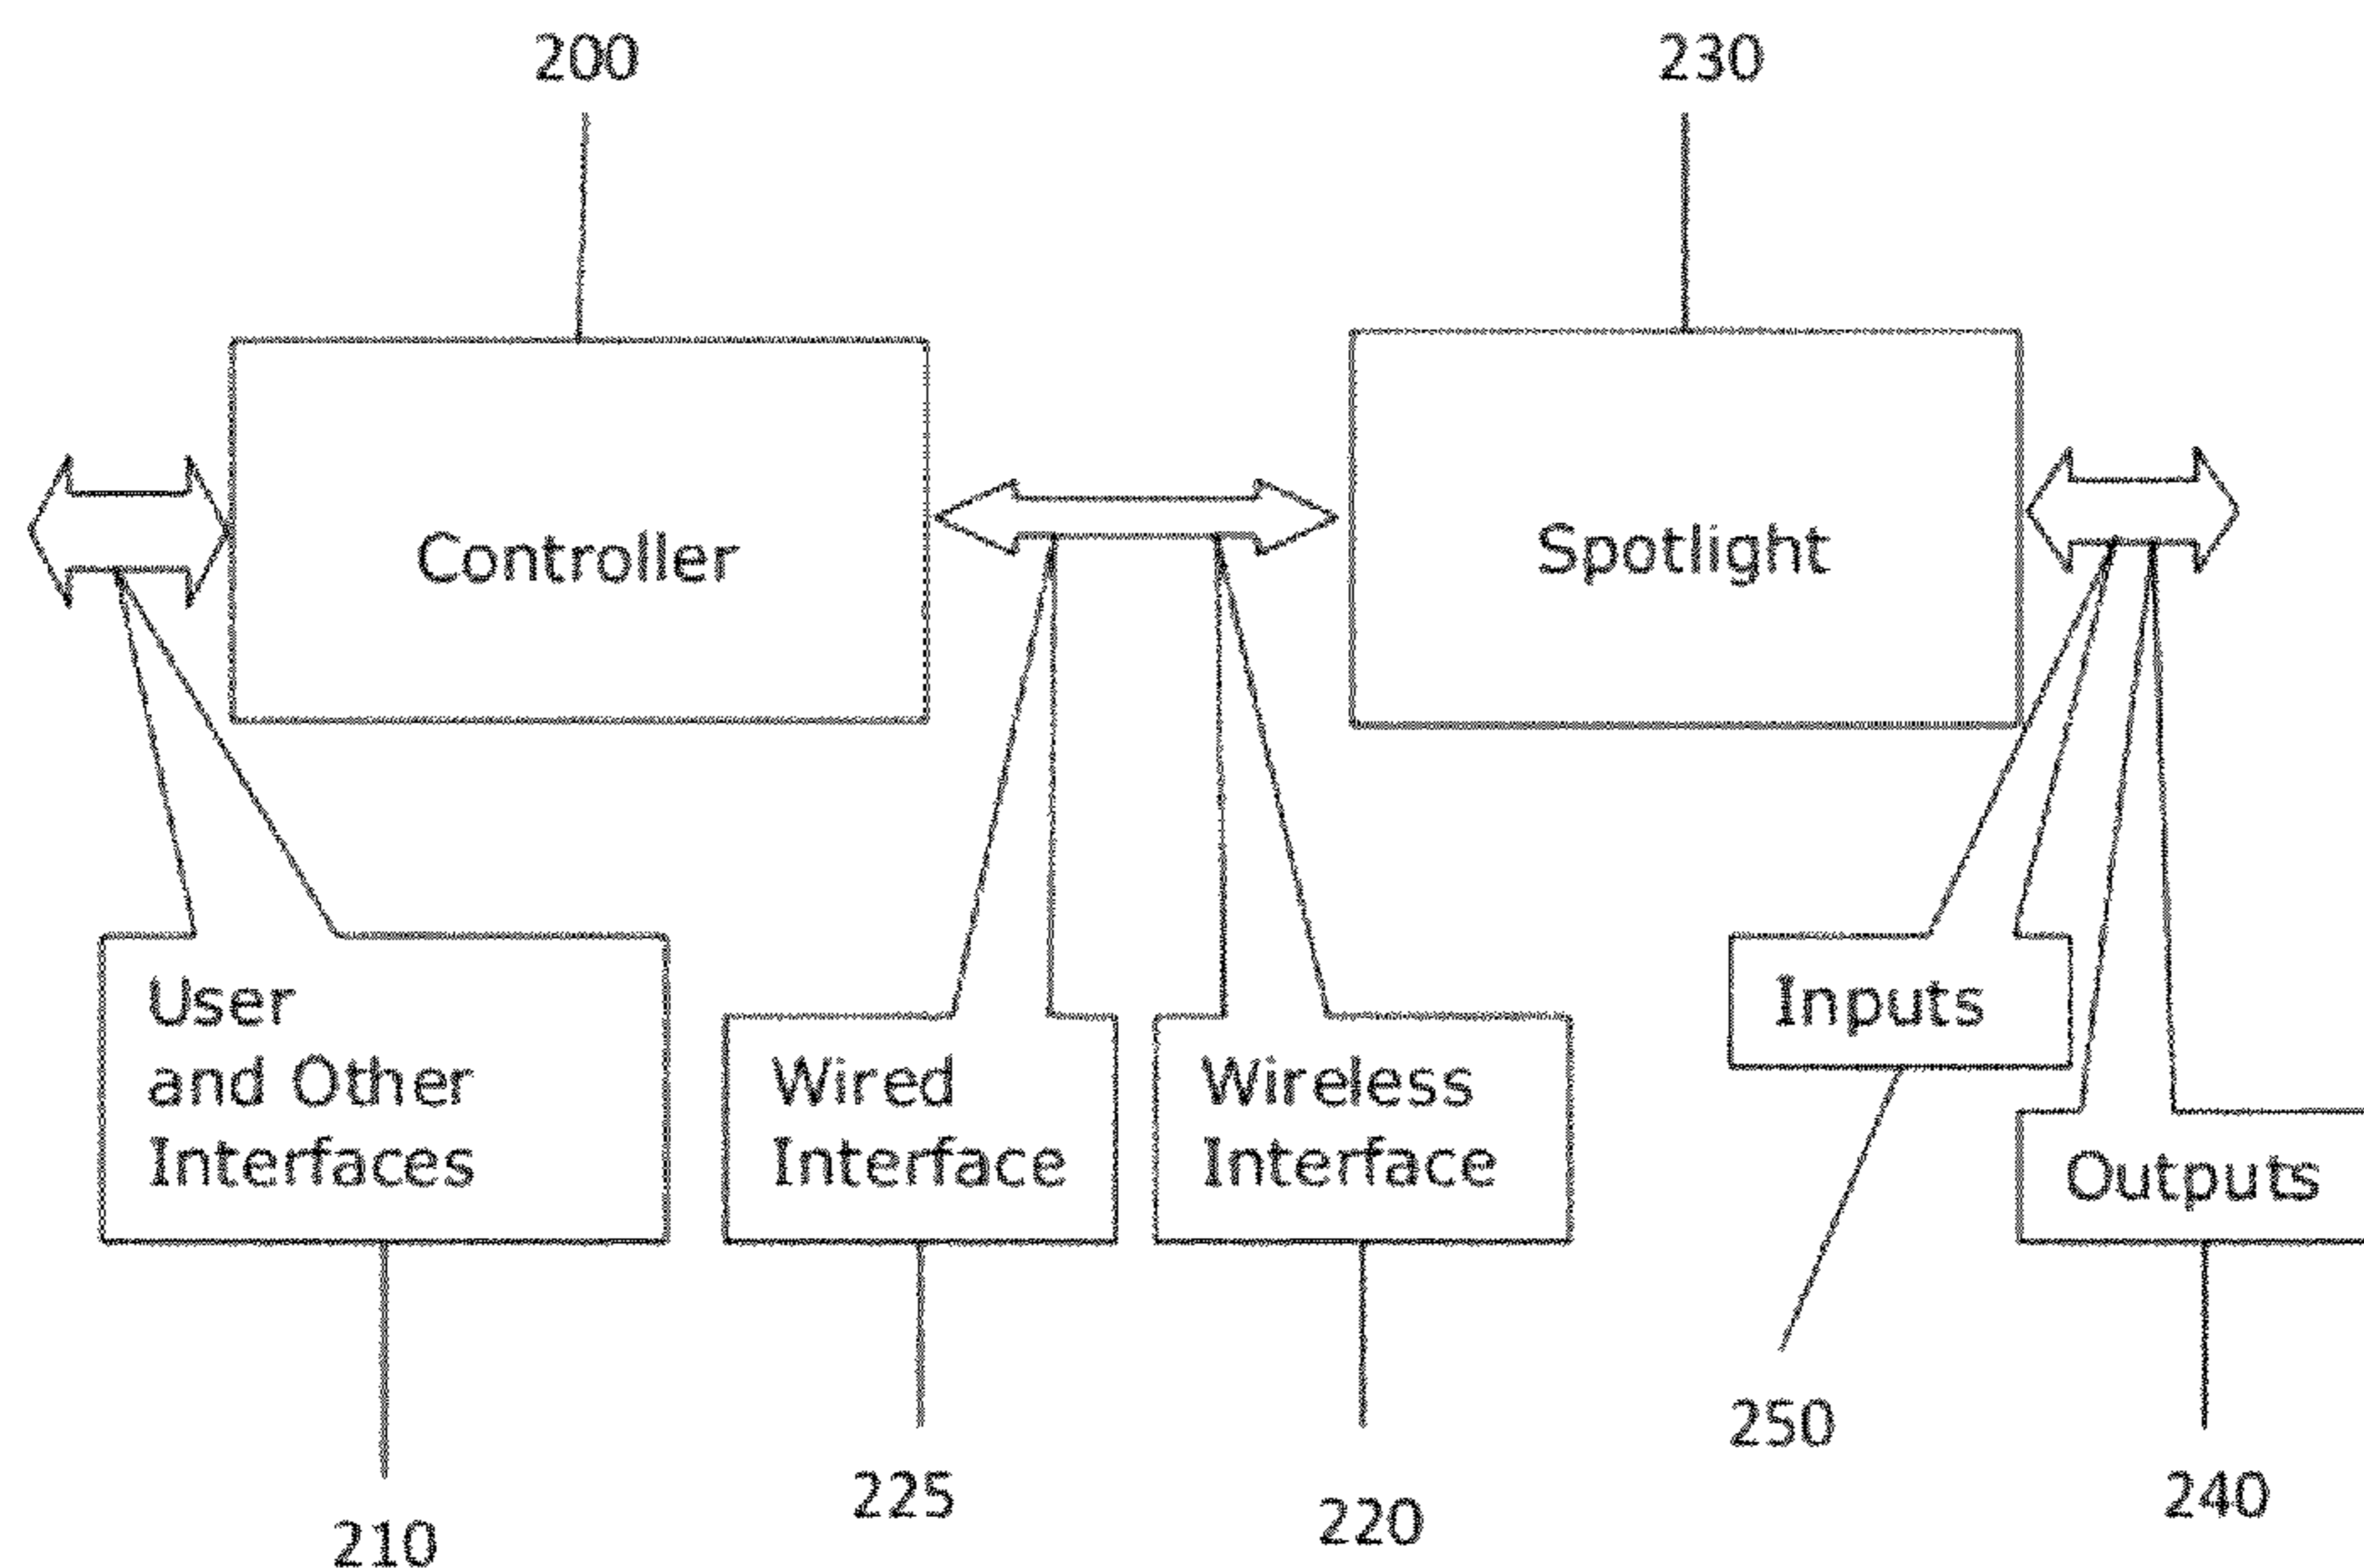 200
230
Controller
Spotlight
User
and Other
Interfaces
Wired
Interface
Wireless
Interface
Inputs
Outputs
250
225
220
240
210